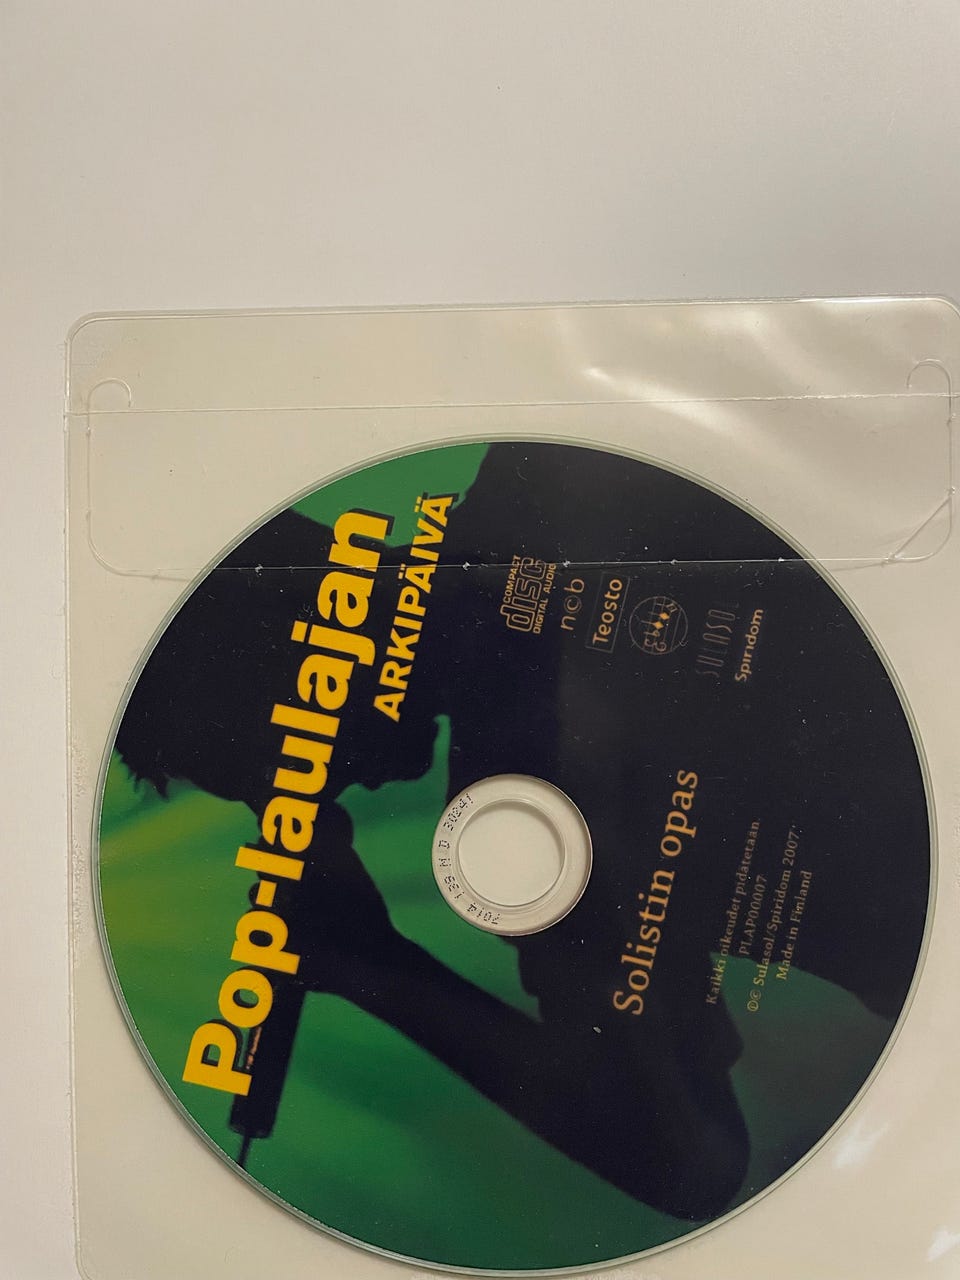 Pop-laulajan
ARKIPÄIVÄ
COMPACT
disc
DIGITAL AUDIO
ncb
Teosto
SULASOL
Spiridom
Solistin opas
Kaikki oikeudet pidätetään.
PLAP00007
℗© Sulasol/Spiridom 2007.
Made in Finland